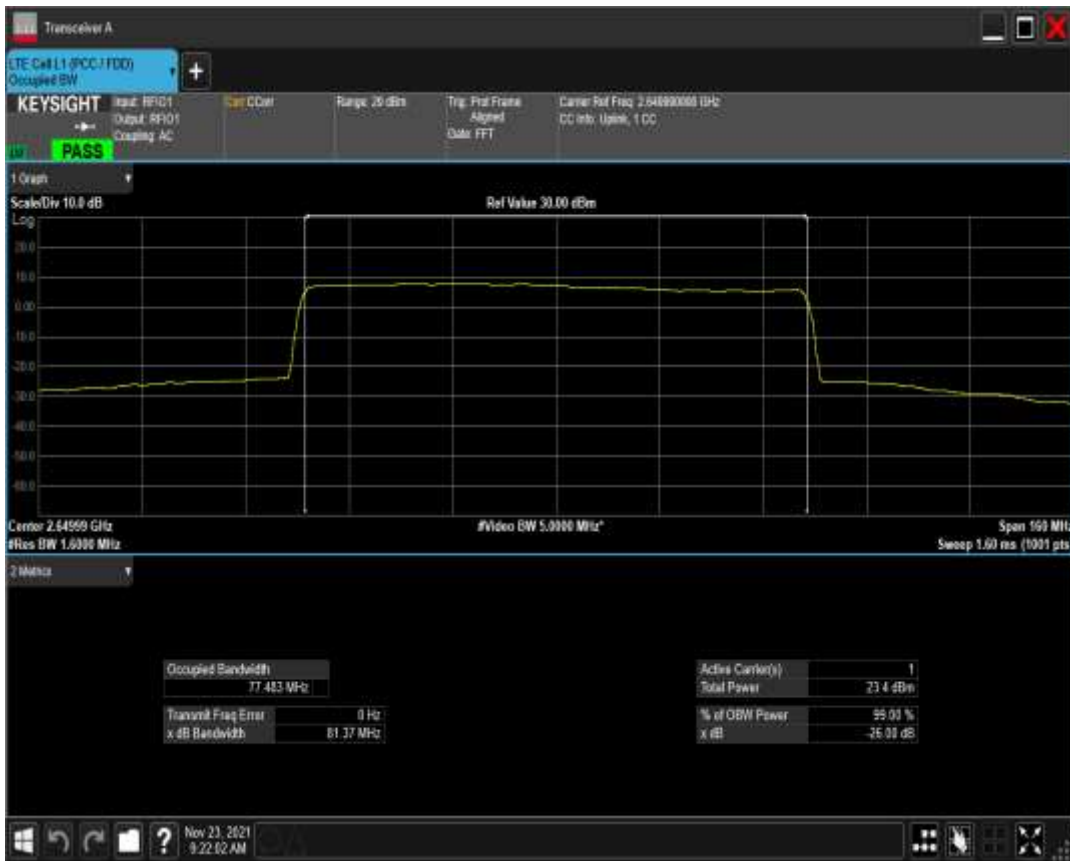 Transceiver A
LTE Cell L1 (PCC / FDD)
Occupied BW
+
KEYSIGHT
Input: RFIO1
Output: RFIO1
Coupling: AC
Corr CCorr
Range: 20 dBm
Trig: Prd Frame
Aligned
Gate: FFT
Carrier Ref Freq: 2.649990000 GHz
CC Info: Uplink, 1 CC
PASS
1 Graph
Scale/Div 10.0 dB
Ref Value 30.00 dBm
Log
20.0
10.0
0.00
-10.0
-20.0
-30.0
-40.0
-50.0
-60.0
Center 2.64999 GHz
#Video BW 5.0000 MHz*
Span 160 MHz
#Res BW 1.6000 MHz
Sweep 1.60 ms (1001 pts
2 Metrics
Occupied Bandwidth
77.483 MHz
Transmit Freq Error 0 Hz
x dB Bandwidth 81.37 MHz
Active Carrier(s) 1
Total Power 23.4 dBm
% of OBW Power 99.00 %
x dB -26.00 dB
?
Nov 23, 2021
9:22:02 AM